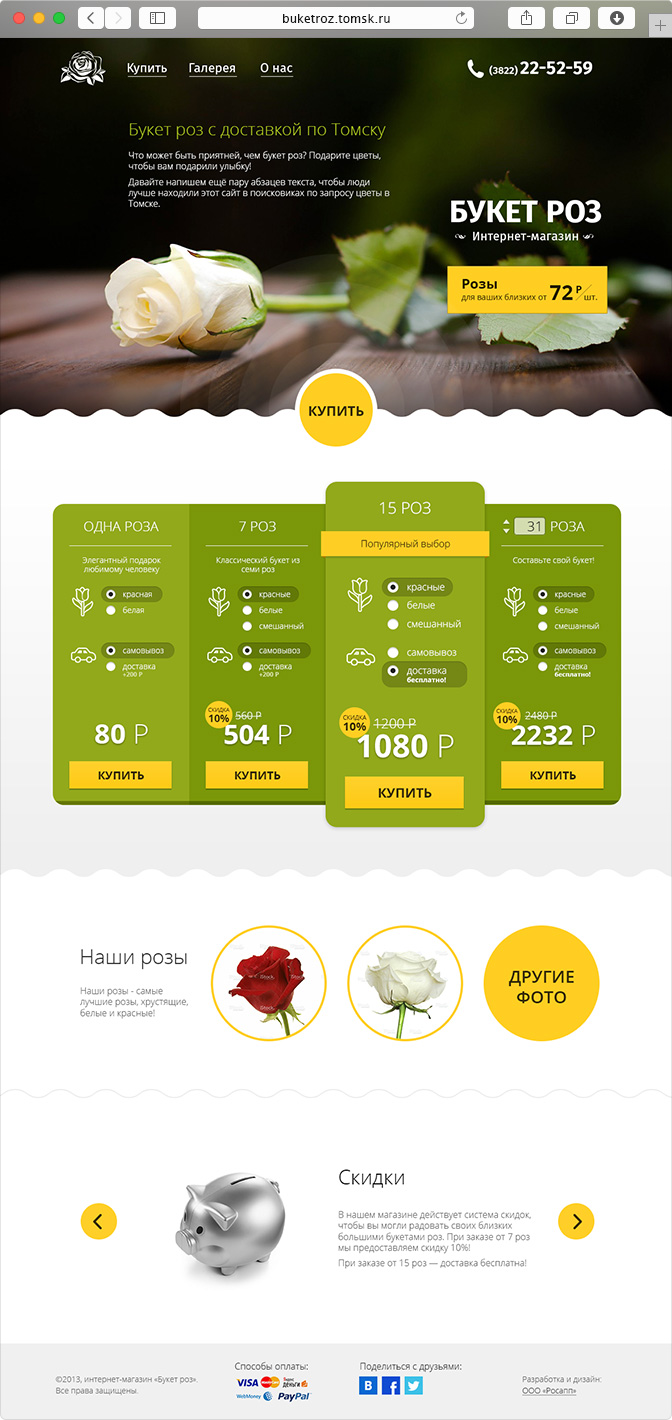 buketroz.tomsk.ru
Купить Галерея О нас
(3822) 22-52-59
Букет роз с доставкой по Томску
Что может быть приятней, чем букет роз? Подарите цветы,
чтобы вам подарили улыбку!
Давайте напишем ещё пару абзацев текста, чтобы люди
лучше находили этот сайт в поисковиках по запросу цветы в
Томске.
БУКЕТ РОЗ
Интернет-магазин
Розы
для ваших близких от 72 Р / шт.
КУПИТЬ
ОДНА РОЗА
Элегантный подарок
любимому человеку
красная
белая
самовывоз
доставка
+200 Р
80 Р
КУПИТЬ
7 РОЗ
Классический букет из
семи роз
красные
белые
смешанный
самовывоз
доставка
+200 Р
СКИДКА
10%
560 Р
504 Р
КУПИТЬ
15 РОЗ
Популярный выбор
красные
белые
смешанный
самовывоз
доставка
бесплатно!
СКИДКА
10%
1200 Р
1080 Р
КУПИТЬ
31 РОЗА
Составьте свой букет!
красные
белые
смешанный
самовывоз
доставка
бесплатно!
СКИДКА
10%
2480 Р
2232 Р
КУПИТЬ
Наши розы
Наши розы - самые
лучшие розы, хрустящие,
белые и красные!
iStock
iStock
ДРУГИЕ
ФОТО
Скидки
В нашем магазине действует система скидок,
чтобы вы могли радовать своих близких
большими букетами роз. При заказе от 7 роз
мы предоставляем скидку 10%!
При заказе от 15 роз — доставка бесплатна!
©2013, интернет-магазин «Букет роз».
Все права защищены.
Способы оплаты:
VISA MasterCard Яндекс Деньги
WebMoney PayPal
Поделиться с друзьями:
В f
Разработка и дизайн:
ООО «Росапп»